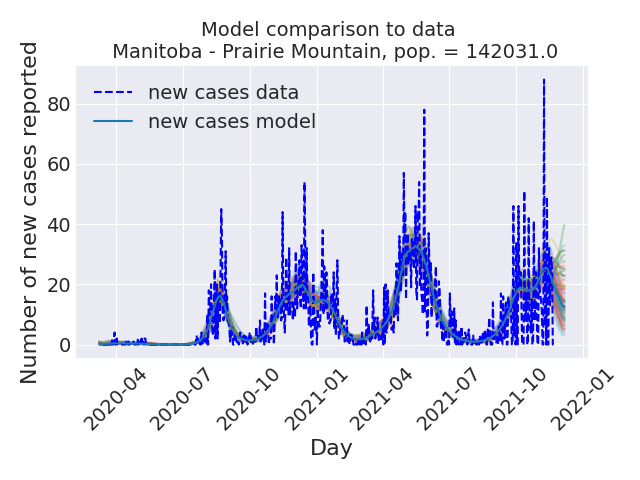 Model comparison to data
Manitoba - Prairie Mountain, pop. = 142031.0
new cases data
new cases model
Number of new cases reported
80
60
40
20
0
2020-04
2020-07
2020-10
2021-01
2021-04
2021-07
2021-10
2022-01
Day